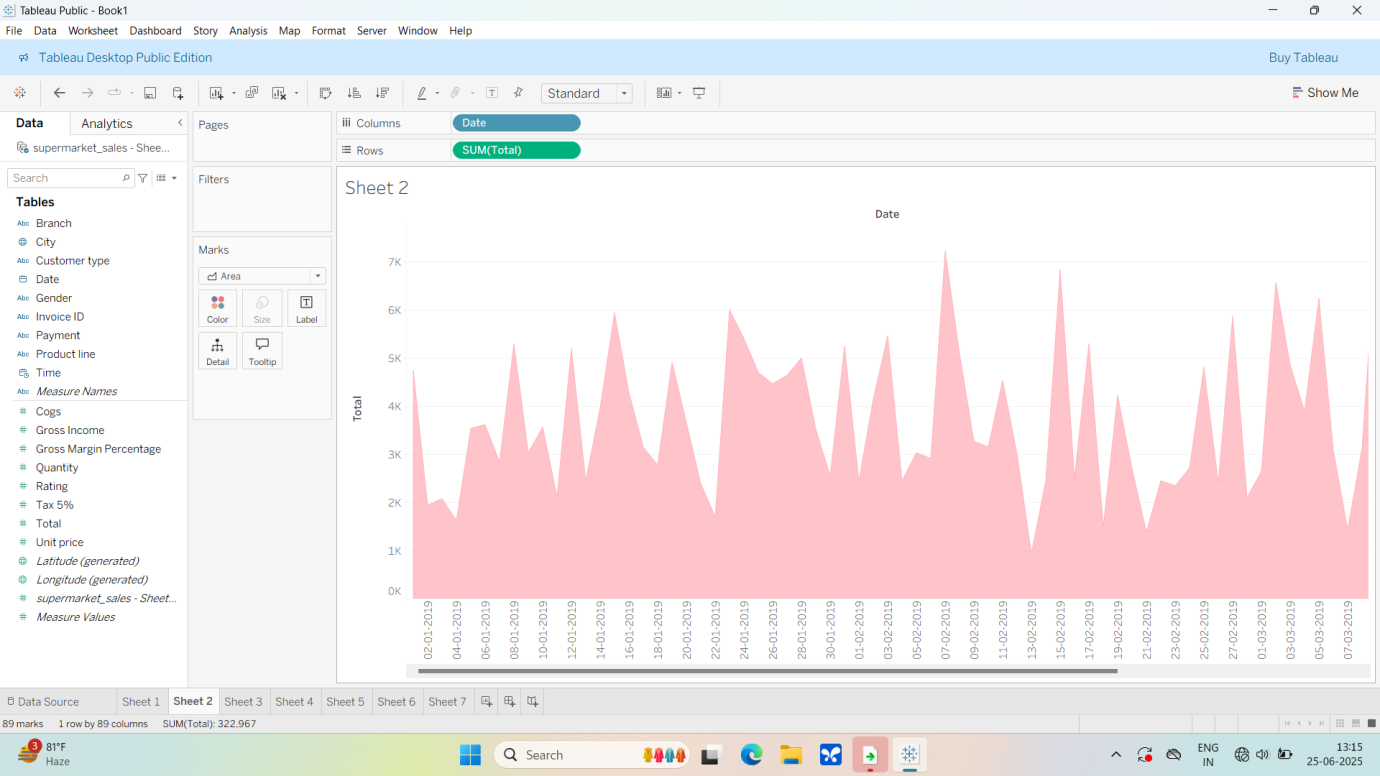 Tableau Public - Book1
File Data Worksheet Dashboard Story Analysis Map Format Server Window Help
Tableau Desktop Public Edition
Buy Tableau
Standard
Show Me
Data
Analytics
supermarket_sales - Shee...
Search
Tables
Abc Branch
City
Abc Customer type
Date
Abc Gender
Abc Invoice ID
Abc Payment
Abc Product line
Time
Abc Measure Names
# Cogs
# Gross Income
# Gross Margin Percentage
# Quantity
# Rating
# Tax 5%
# Total
# Unit price
Latitude (generated)
Longitude (generated)
# supermarket_sales - Sheet...
# Measure Values
Pages
Filters
Marks
Area
Color
Size
Label
Detail
Tooltip
Columns
Date
Rows
SUM(Total)
Sheet 2
Date
Total
7K
6K
5K
4K
3K
2K
1K
0K
02-01-2019
04-01-2019
06-01-2019
08-01-2019
10-01-2019
12-01-2019
14-01-2019
16-01-2019
18-01-2019
20-01-2019
22-01-2019
24-01-2019
26-01-2019
28-01-2019
30-01-2019
01-02-2019
03-02-2019
05-02-2019
07-02-2019
09-02-2019
11-02-2019
13-02-2019
15-02-2019
17-02-2019
19-02-2019
21-02-2019
23-02-2019
25-02-2019
27-02-2019
01-03-2019
03-03-2019
05-03-2019
07-03-2019
Data Source
Sheet 1
Sheet 2
Sheet 3
Sheet 4
Sheet 5
Sheet 6
Sheet 7
89 marks
1 row by 89 columns
SUM(Total): 322.967
3
81°F
Haze
Search
ENG
IN
13:15
25-06-2025